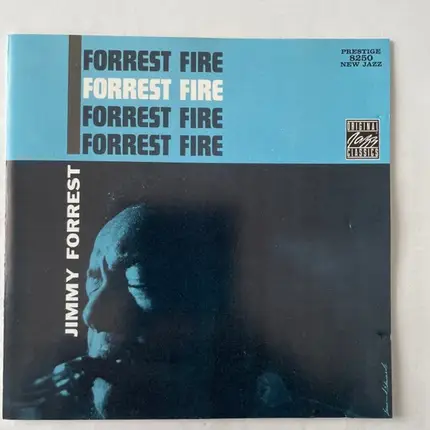 FORREST FIRE
FORREST FIRE
FORREST FIRE
FORREST FIRE
PRESTIGE
8250
NEW JAZZ
ORIGINAL
Jazz
CLASSICS
JIMMY FORREST